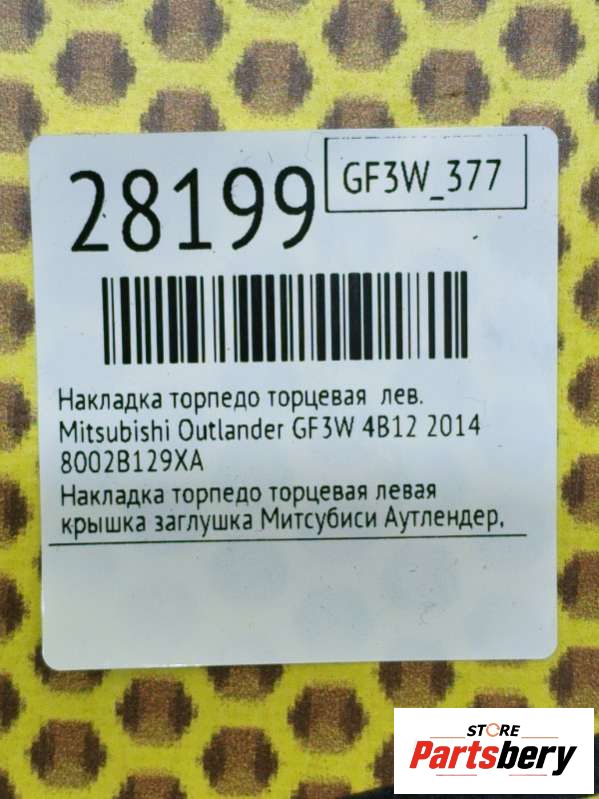 28199
GF3W_377
Накладка торпедо торцевая лев.
Mitsubishi Outlander GF3W 4B12 2014
8002B129XA
Накладка торпедо торцевая левая
крышка заглушка Митсубиси Аутлендер,
STORE
Partsbery